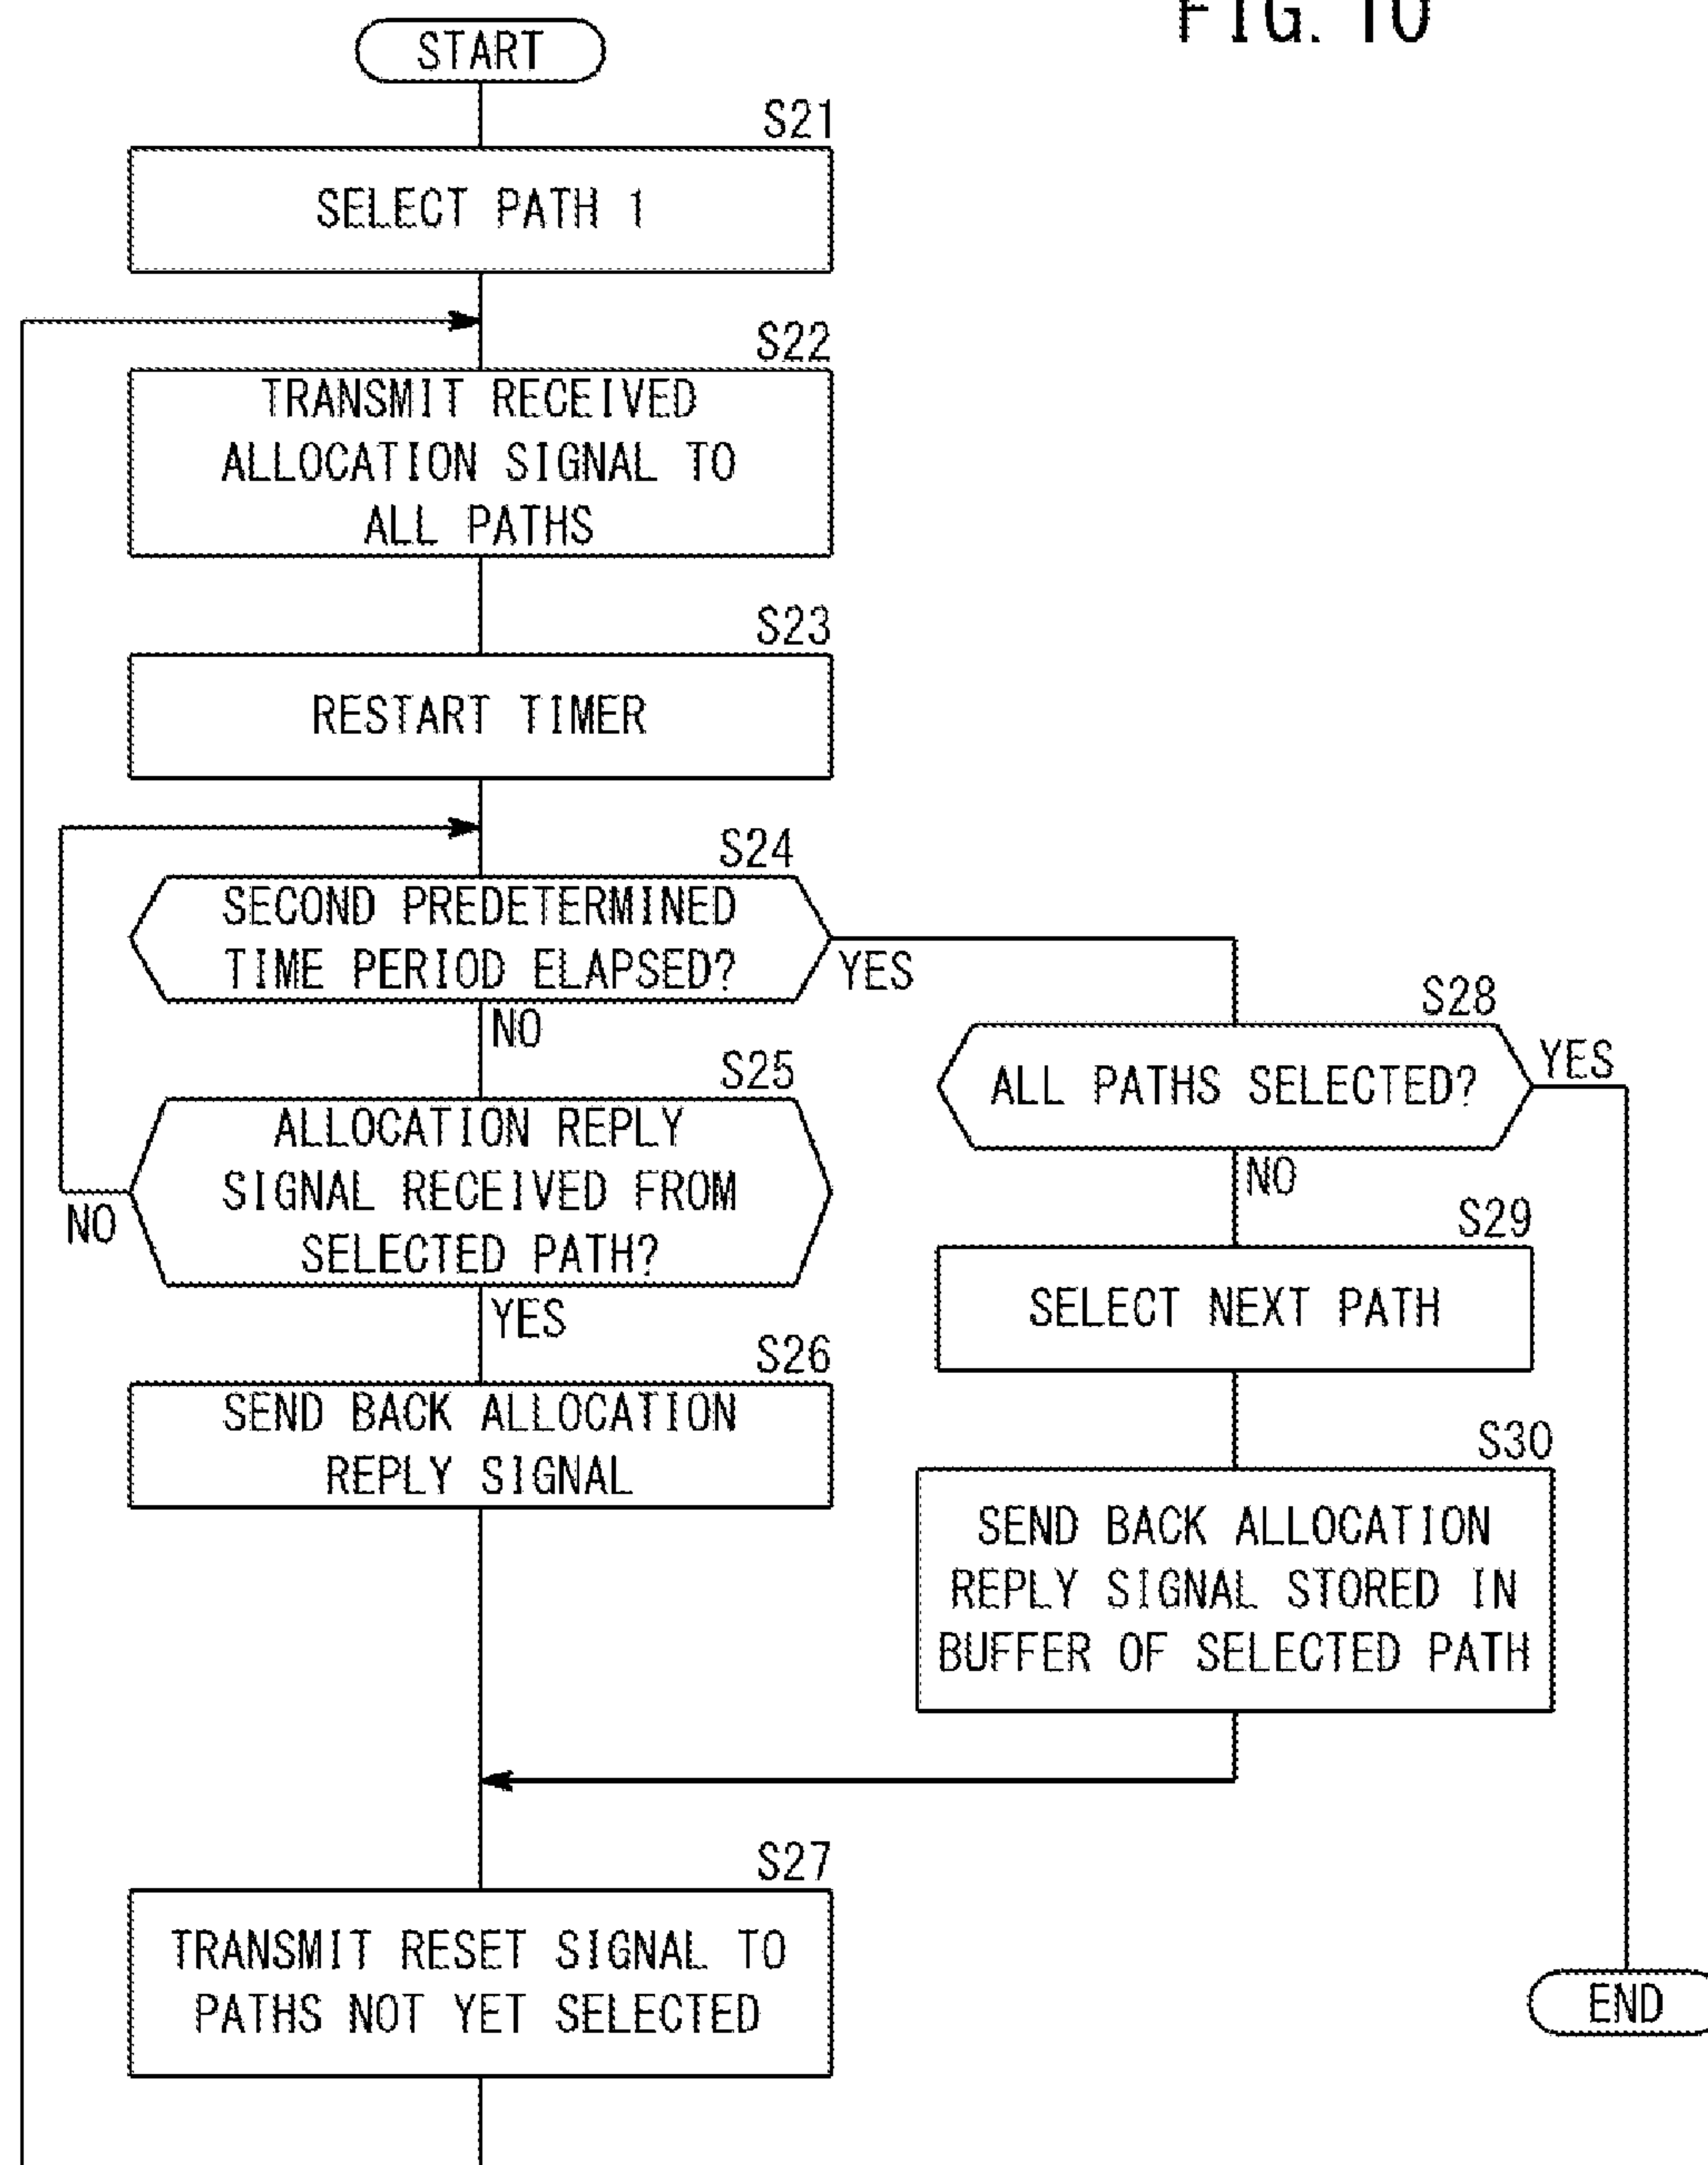 FIG. 10
START
S21
SELECT PATH 1
S22
TRANSMIT RECEIVED
ALLOCATION SIGNAL TO
ALL PATHS
S23
RESTART TIMER
S24
SECOND PREDETERMINED
TIME PERIOD ELAPSED?
YES
NO
S25
ALLOCATION REPLY
SIGNAL RECEIVED FROM
SELECTED PATH?
NO
YES
S26
SEND BACK ALLOCATION
REPLY SIGNAL
S28
ALL PATHS SELECTED?
YES
NO
S29
SELECT NEXT PATH
S30
SEND BACK ALLOCATION
REPLY SIGNAL STORED IN
BUFFER OF SELECTED PATH
S27
TRANSMIT RESET SIGNAL TO
PATHS NOT YET SELECTED
END